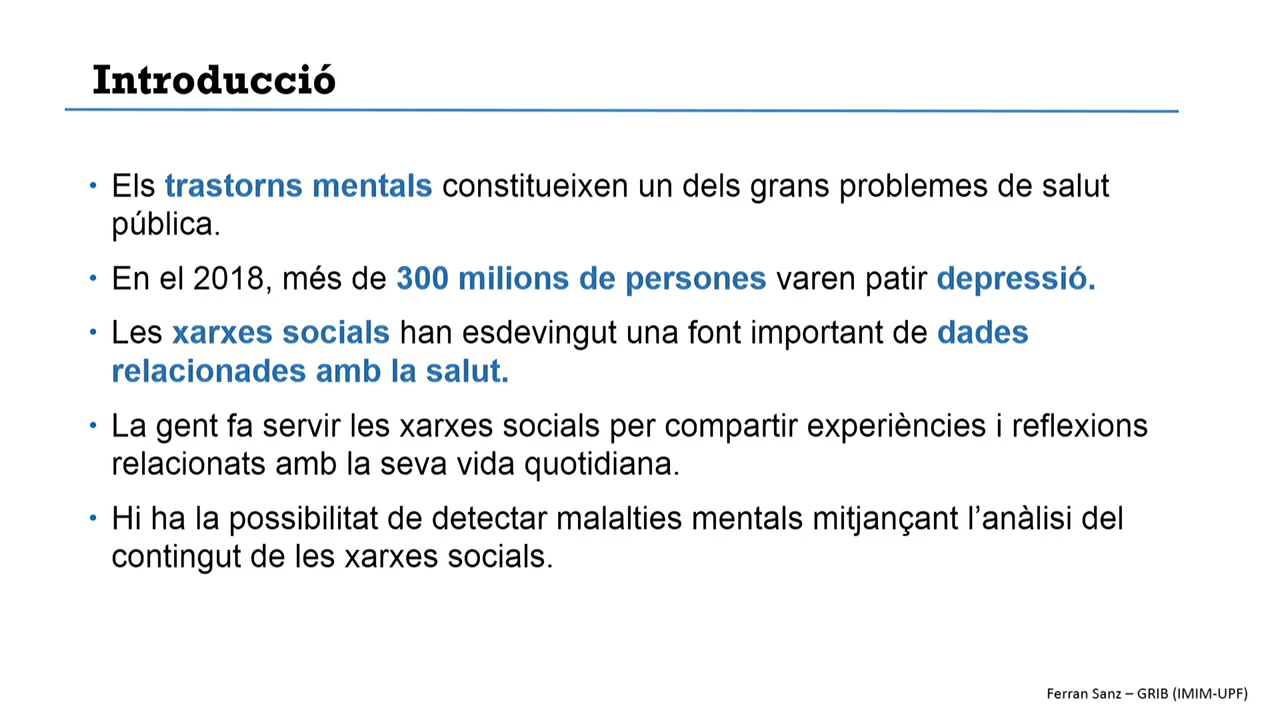 Introducció
• Els trastorns mentals constitueixen un dels grans problemes de salut
pública.
• En el 2018, més de 300 milions de persones varen patir depressió.
• Les xarxes socials han esdevingut una font important de dades
relacionades amb la salut.
• La gent fa servir les xarxes socials per compartir experiències i reflexions
relacionats amb la seva vida quotidiana.
• Hi ha la possibilitat de detectar malalties mentals mitjançant l’anàlisi del
contingut de les xarxes socials.
Ferran Sanz – GRIB (IMIM-UPF)